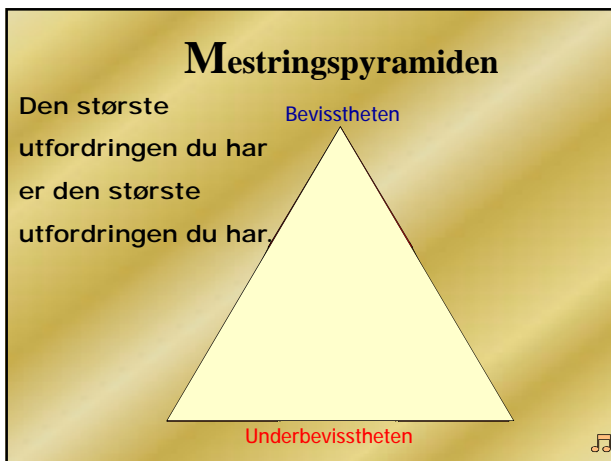 Mestringspyramiden
Den største
utfordringen du har
er den største
utfordringen du har.
Bevisstheten
Underbevisstheten